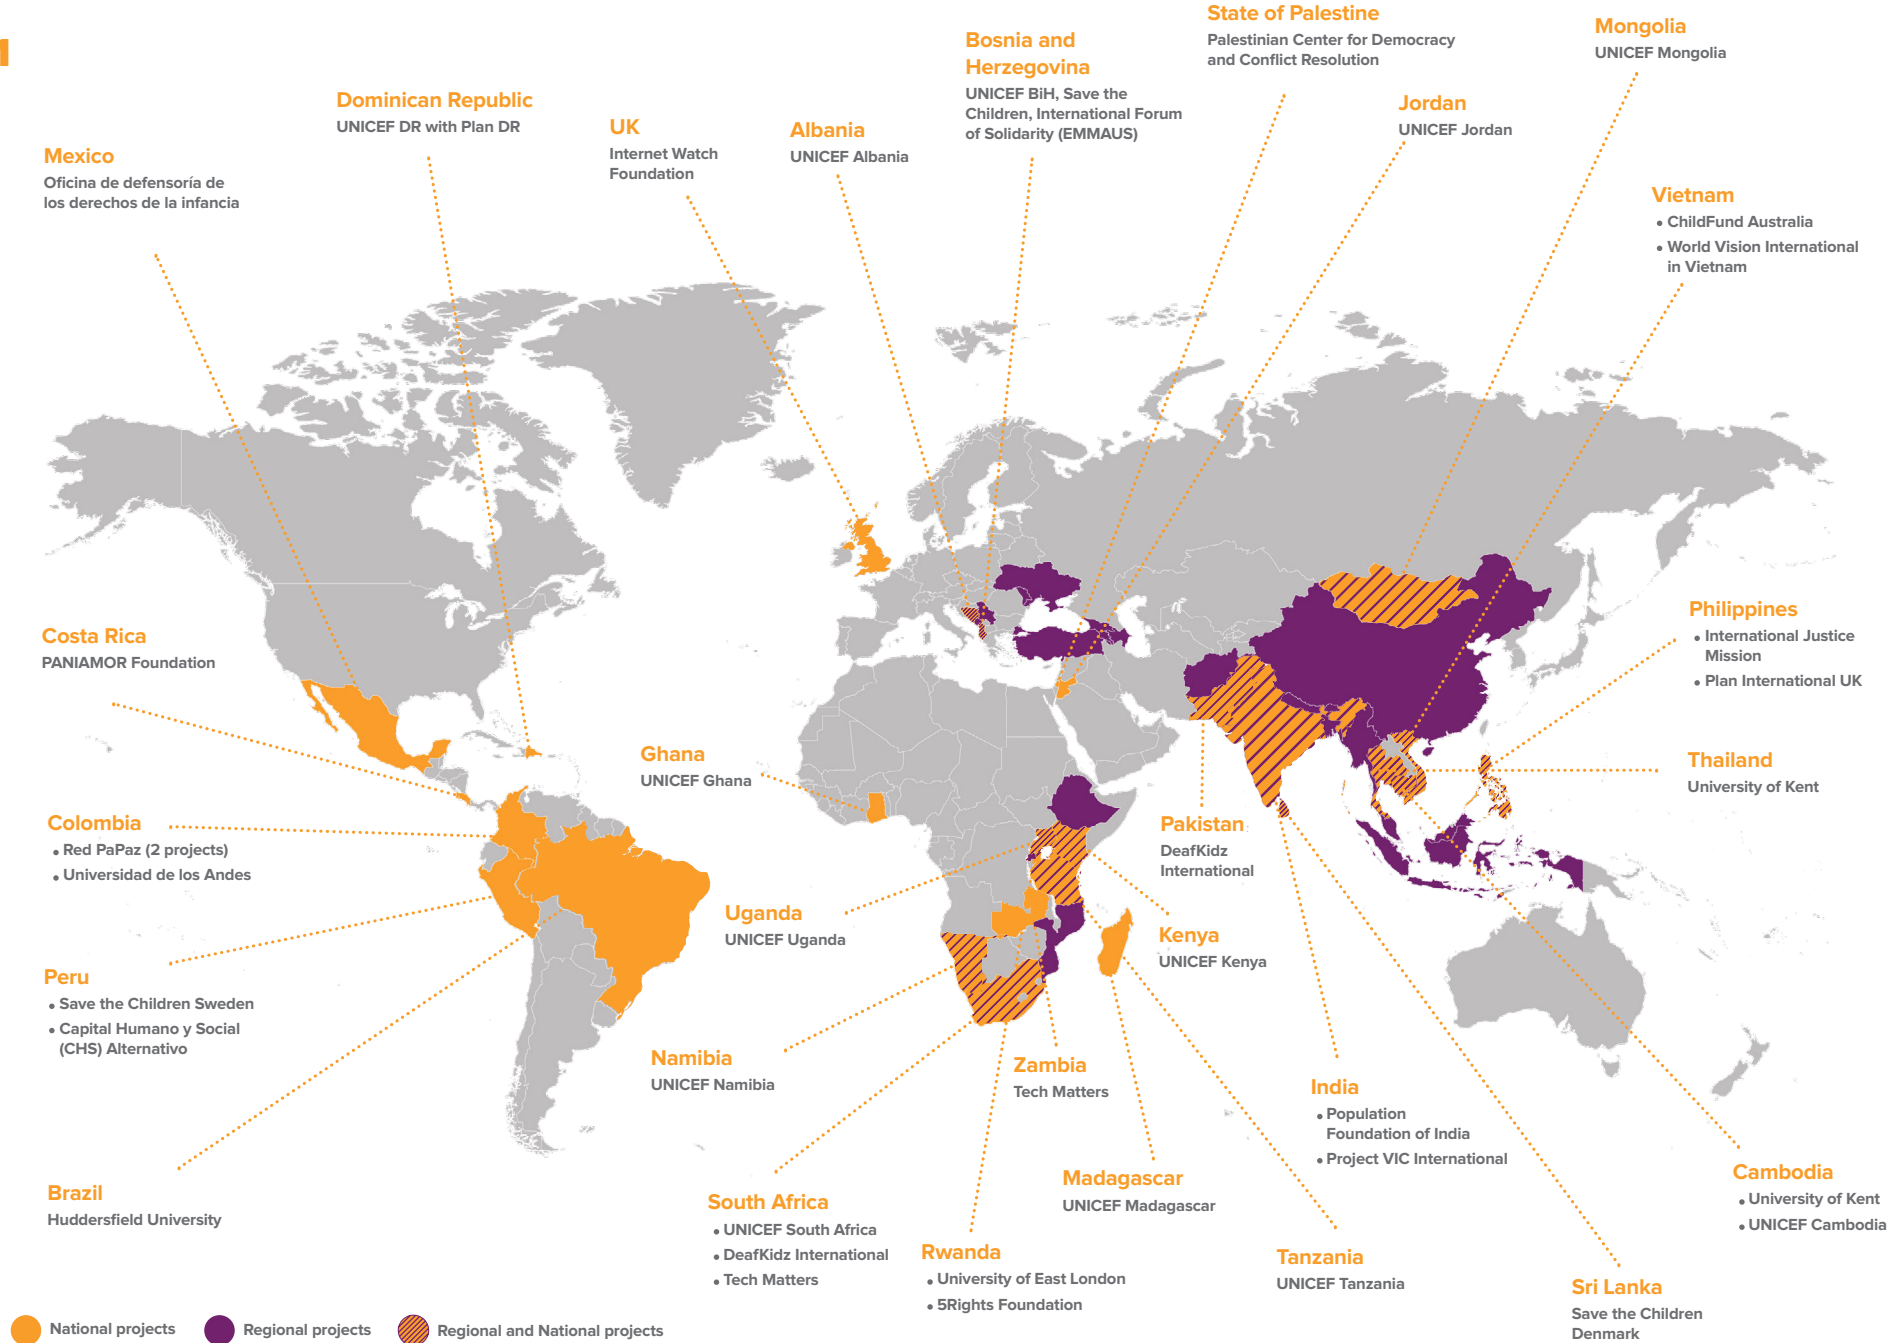 State of Palestine
Palestinian Center for Democracy
and Conflict Resolution
Mongolia
UNICEF Mongolia
Bosnia and
Herzegovina
UNICEF BiH, Save the
Children, International Forum
of Solidarity (EMMAUS)
Jordan
UNICEF Jordan
Dominican Republic
UNICEF DR with Plan DR
UK
Internet Watch
Foundation
Albania
UNICEF Albania
Mexico
Oficina de defensoría de
los derechos de la infancia
Vietnam
• ChildFund Australia
• World Vision International
in Vietnam
Costa Rica
PANIAMOR Foundation
Philippines
• International Justice
Mission
• Plan International UK
Ghana
UNICEF Ghana
Thailand
University of Kent
Colombia
• Red PaPaz (2 projects)
• Universidad de los Andes
Pakistan
DeafKidz
International
Uganda
UNICEF Uganda
Kenya
UNICEF Kenya
Peru
• Save the Children Sweden
• Capital Humano y Social
(CHS) Alternativo
Namibia
UNICEF Namibia
Zambia
Tech Matters
India
• Population
Foundation of India
• Project VIC International
Brazil
Huddersfield University
South Africa
• UNICEF South Africa
• DeafKidz International
• Tech Matters
Madagascar
UNICEF Madagascar
Cambodia
• University of Kent
• UNICEF Cambodia
Rwanda
• University of East London
• 5Rights Foundation
Tanzania
UNICEF Tanzania
Sri Lanka
Save the Children
Denmark
National projects
Regional projects
Regional and National projects